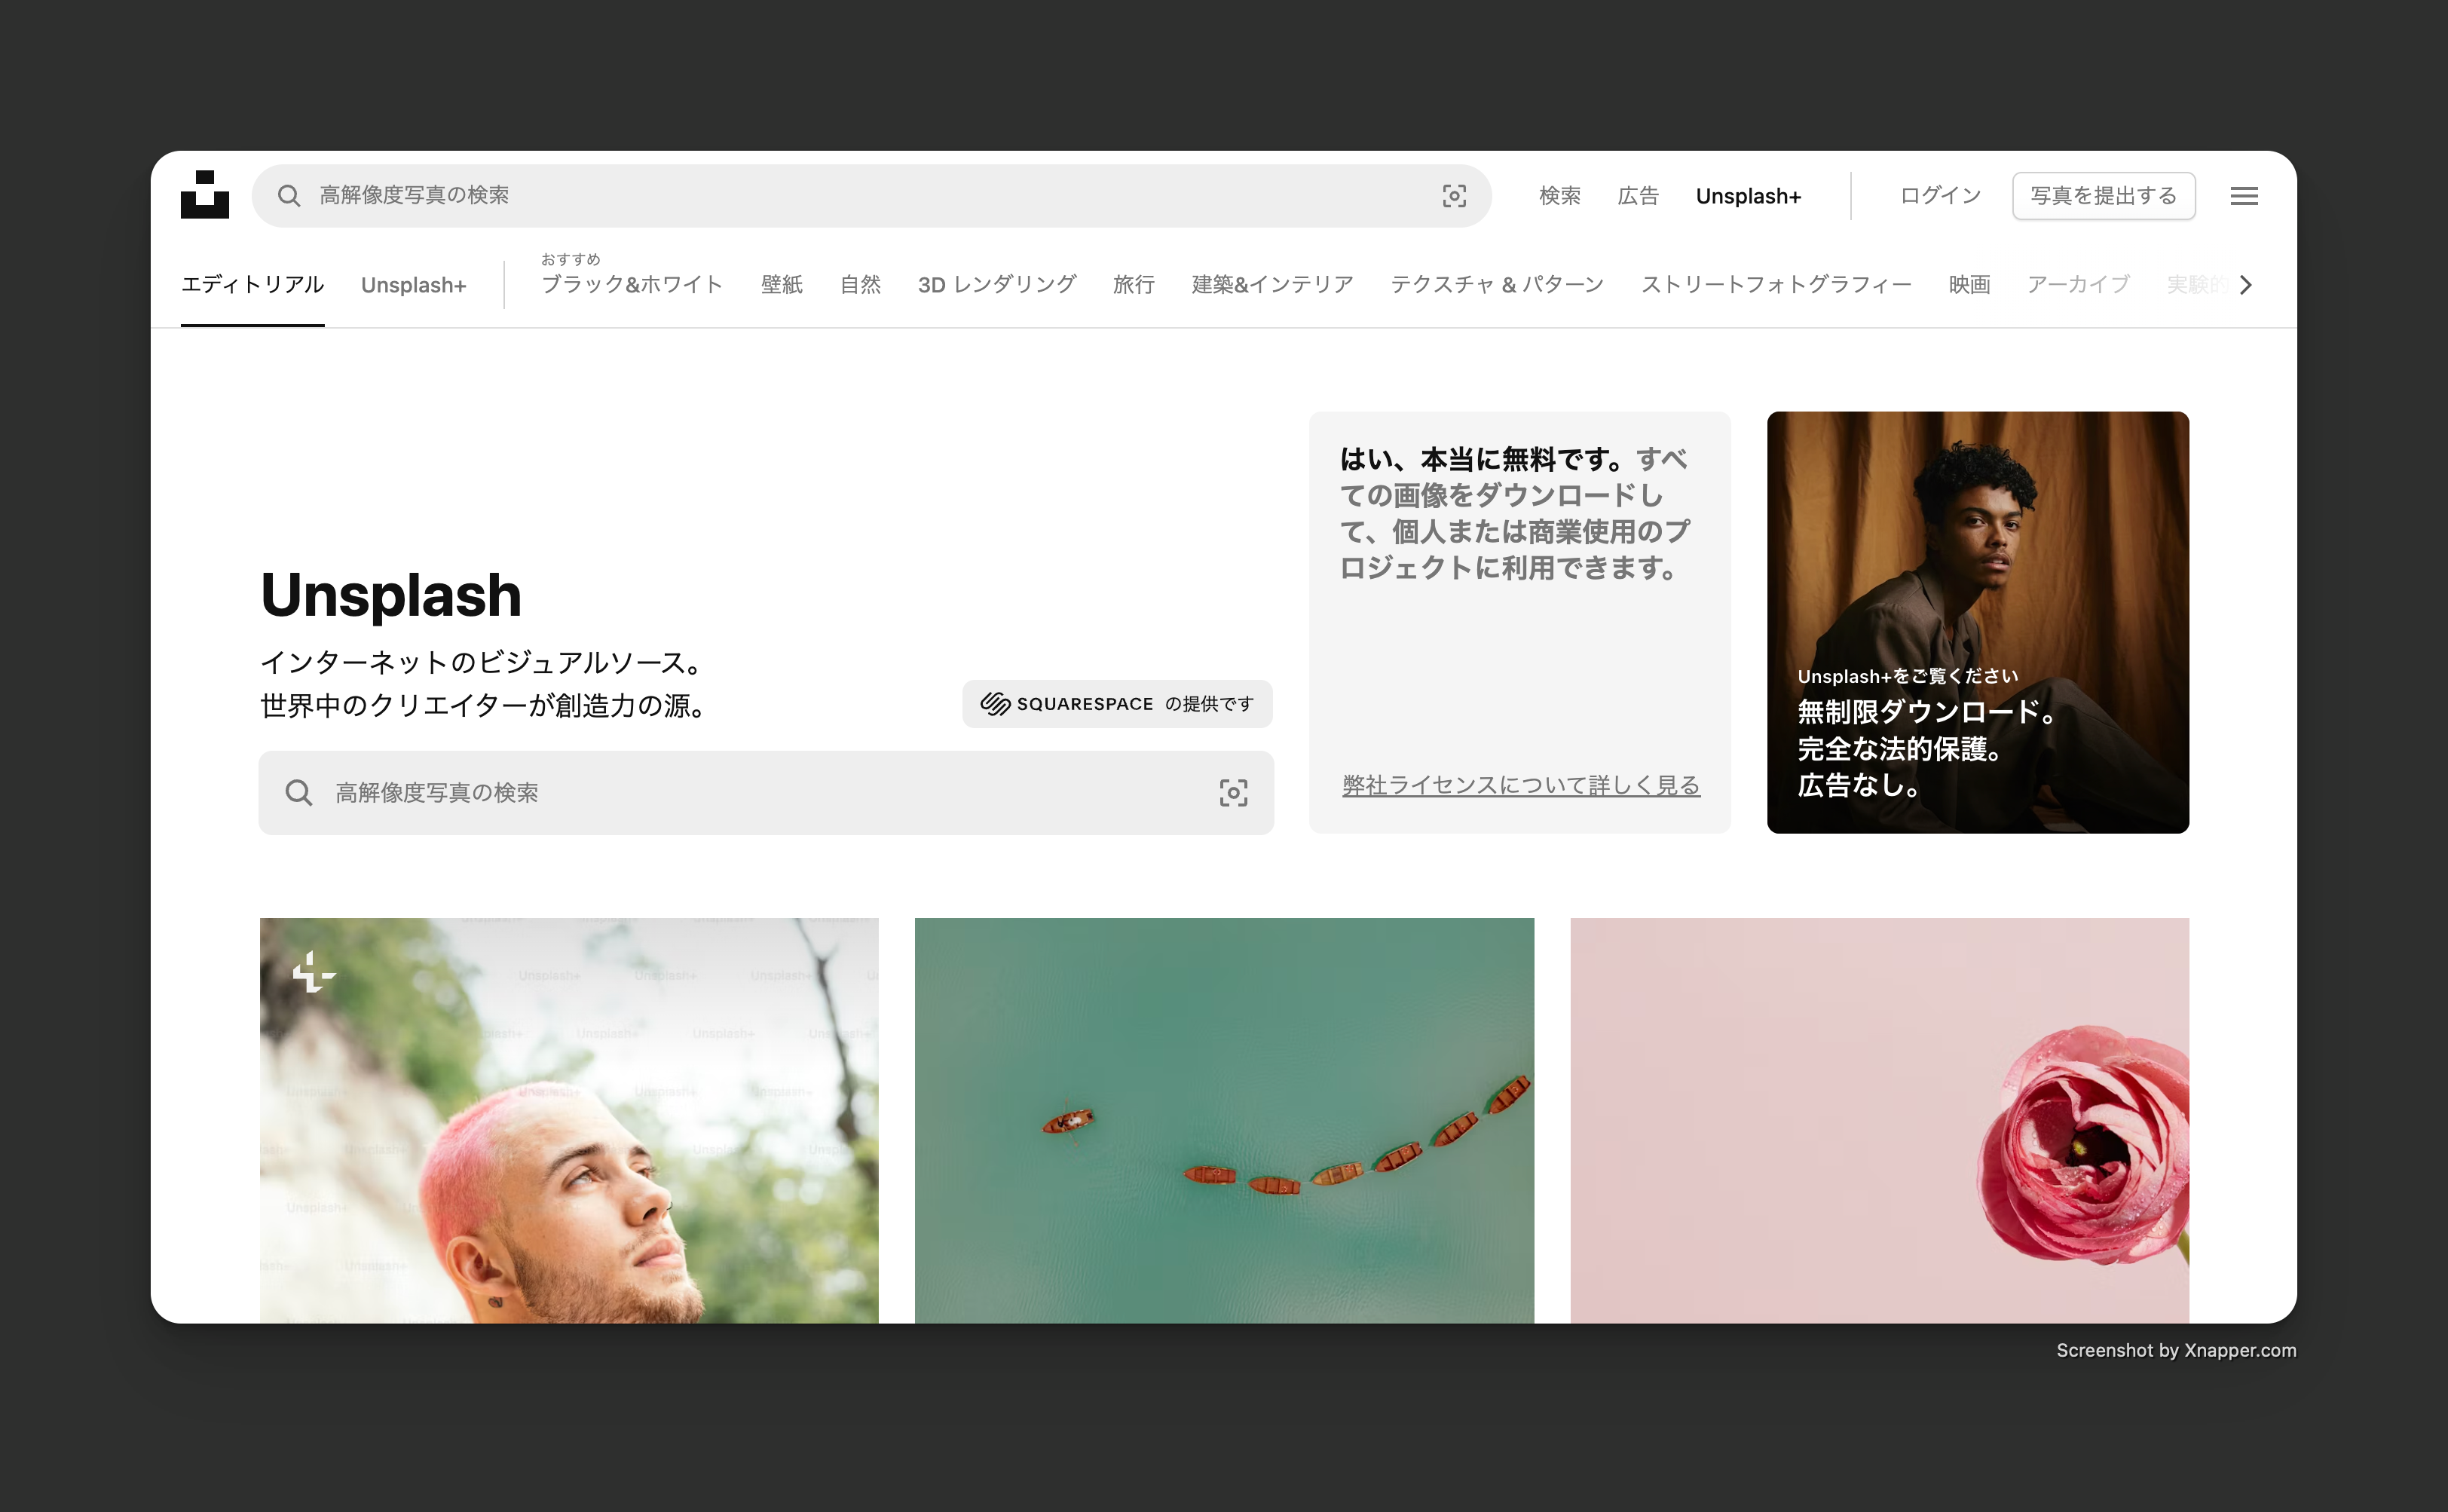 高解像度写真の検索
検索
広告
Unsplash+
ログイン
写真を提出する
エディトリアル
Unsplash+
おすすめ
ブラック&ホワイト
壁紙
自然
3D レンダリング
旅行
建築&インテリア
テクスチャ & パターン
ストリートフォトグラフィー
映画
アーカイブ
実験的
Unsplash
インターネットのビジュアルソース。
世界中のクリエイターが創造力の源。
SQUARESPACE の提供です
高解像度写真の検索
はい、本当に無料です。すべ
ての画像をダウンロードし
て、個人または商業使用のプ
ロジェクトに利用できます。
弊社ライセンスについて詳しく見る
Unsplash+をご覧ください
無制限ダウンロード。
完全な法的保護。
広告なし。
Screenshot by Xnapper.com